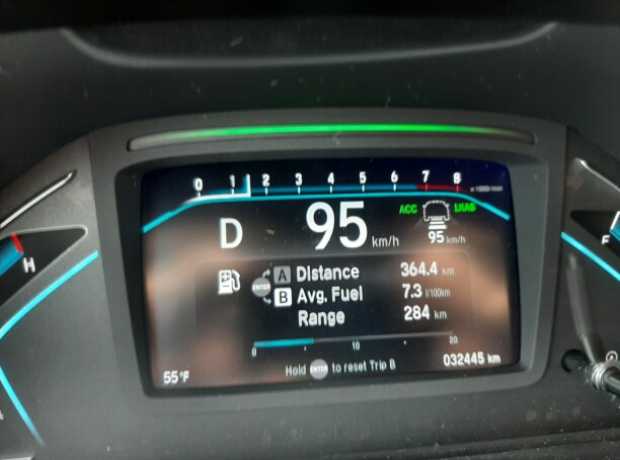 0 1 2 3 4 5 6 7 8
D 95 km/h
ACC LKAS
95 km/h
H
F
A Distance 364.4 km
ENTER
B Avg. Fuel 7.3 l/100km
Range 284 km
0 10 20
55°F
Hold ENTER to reset Trip B
032445 km